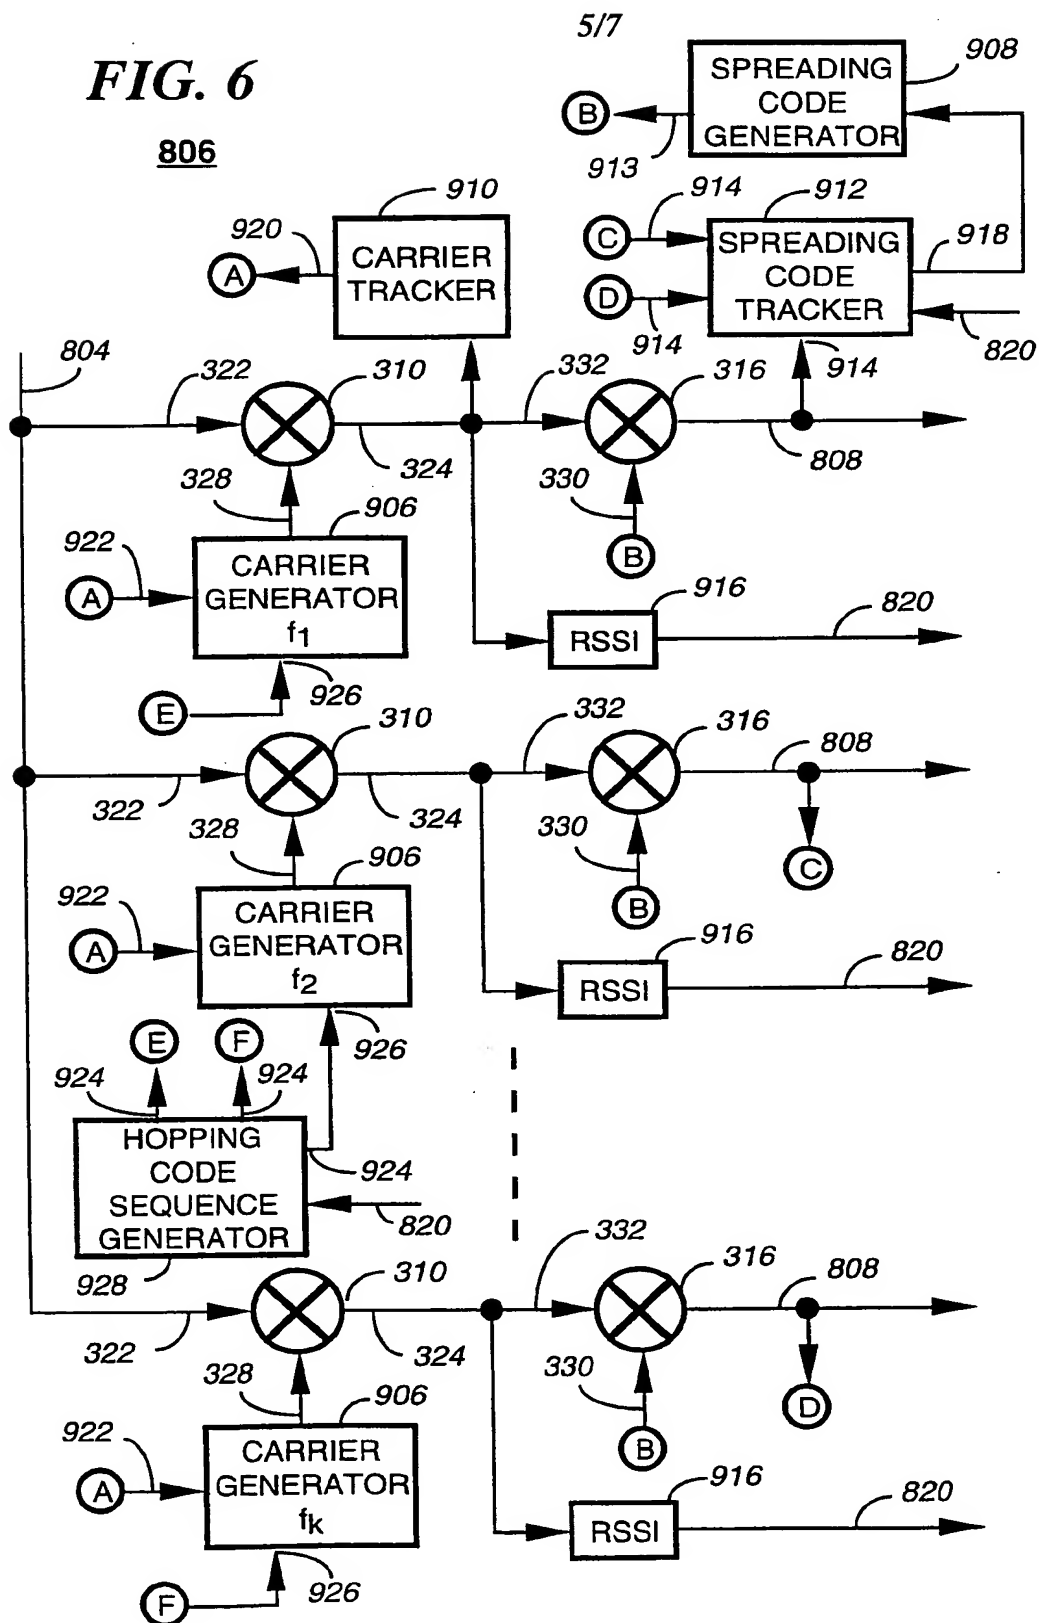 5/7
FIG. 6
806
SPREADING
CODE
GENERATOR
908
B
913
910
920
A
CARRIER
TRACKER
914
912
C
SPREADING
CODE
TRACKER
918
D
914
820
914
804
322
310
332
316
324
808
328
906
330
B
922
A
CARRIER
GENERATOR
f1
916
RSSI
820
926
E
310
332
316
808
322
324
328
906
330
C
922
A
CARRIER
GENERATOR
f2
B
916
RSSI
820
926
E
F
924
924
HOPPING
CODE
SEQUENCE
GENERATOR
924
820
928
310
332
316
808
322
324
328
906
330
D
922
A
CARRIER
GENERATOR
fk
B
916
RSSI
820
926
F